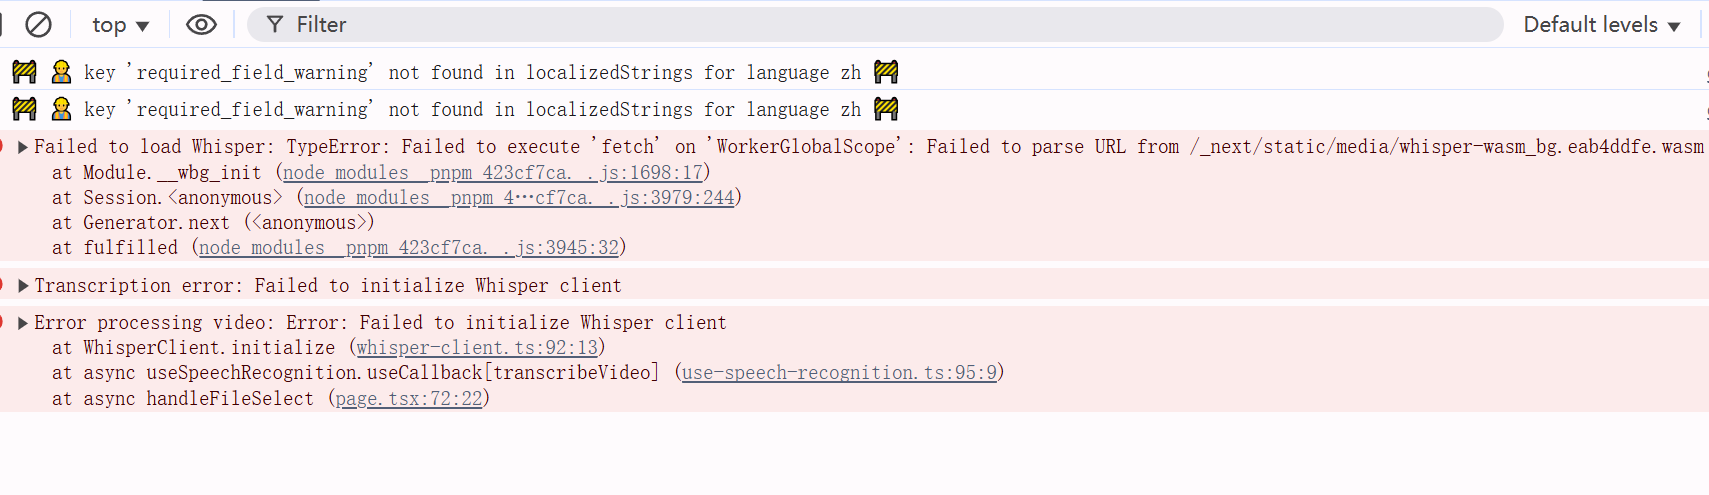 top
Filter
Default levels
key 'required_field_warning' not found in localizedStrings for language zh
key 'required_field_warning' not found in localizedStrings for language zh
Failed to load Whisper: TypeError: Failed to execute 'fetch' on 'WorkerGlobalScope': Failed to parse URL from /_next/static/media/whisper-wasm_bg.eab4ddfe.wasm
at Module.__wbg_init (node_modules__pnpm_423cf7ca._.js:1698:17)
at Session.<anonymous> (node_modules__pnpm_4…cf7ca._.js:3979:244)
at Generator.next (<anonymous>)
at fulfilled (node_modules__pnpm_423cf7ca._.js:3945:32)
Transcription error: Failed to initialize Whisper client
Error processing video: Error: Failed to initialize Whisper client
at WhisperClient.initialize (whisper-client.ts:92:13)
at async useSpeechRecognition.useCallback[transcribeVideo] (use-speech-recognition.ts:95:9)
at async handleFileSelect (page.tsx:72:22)